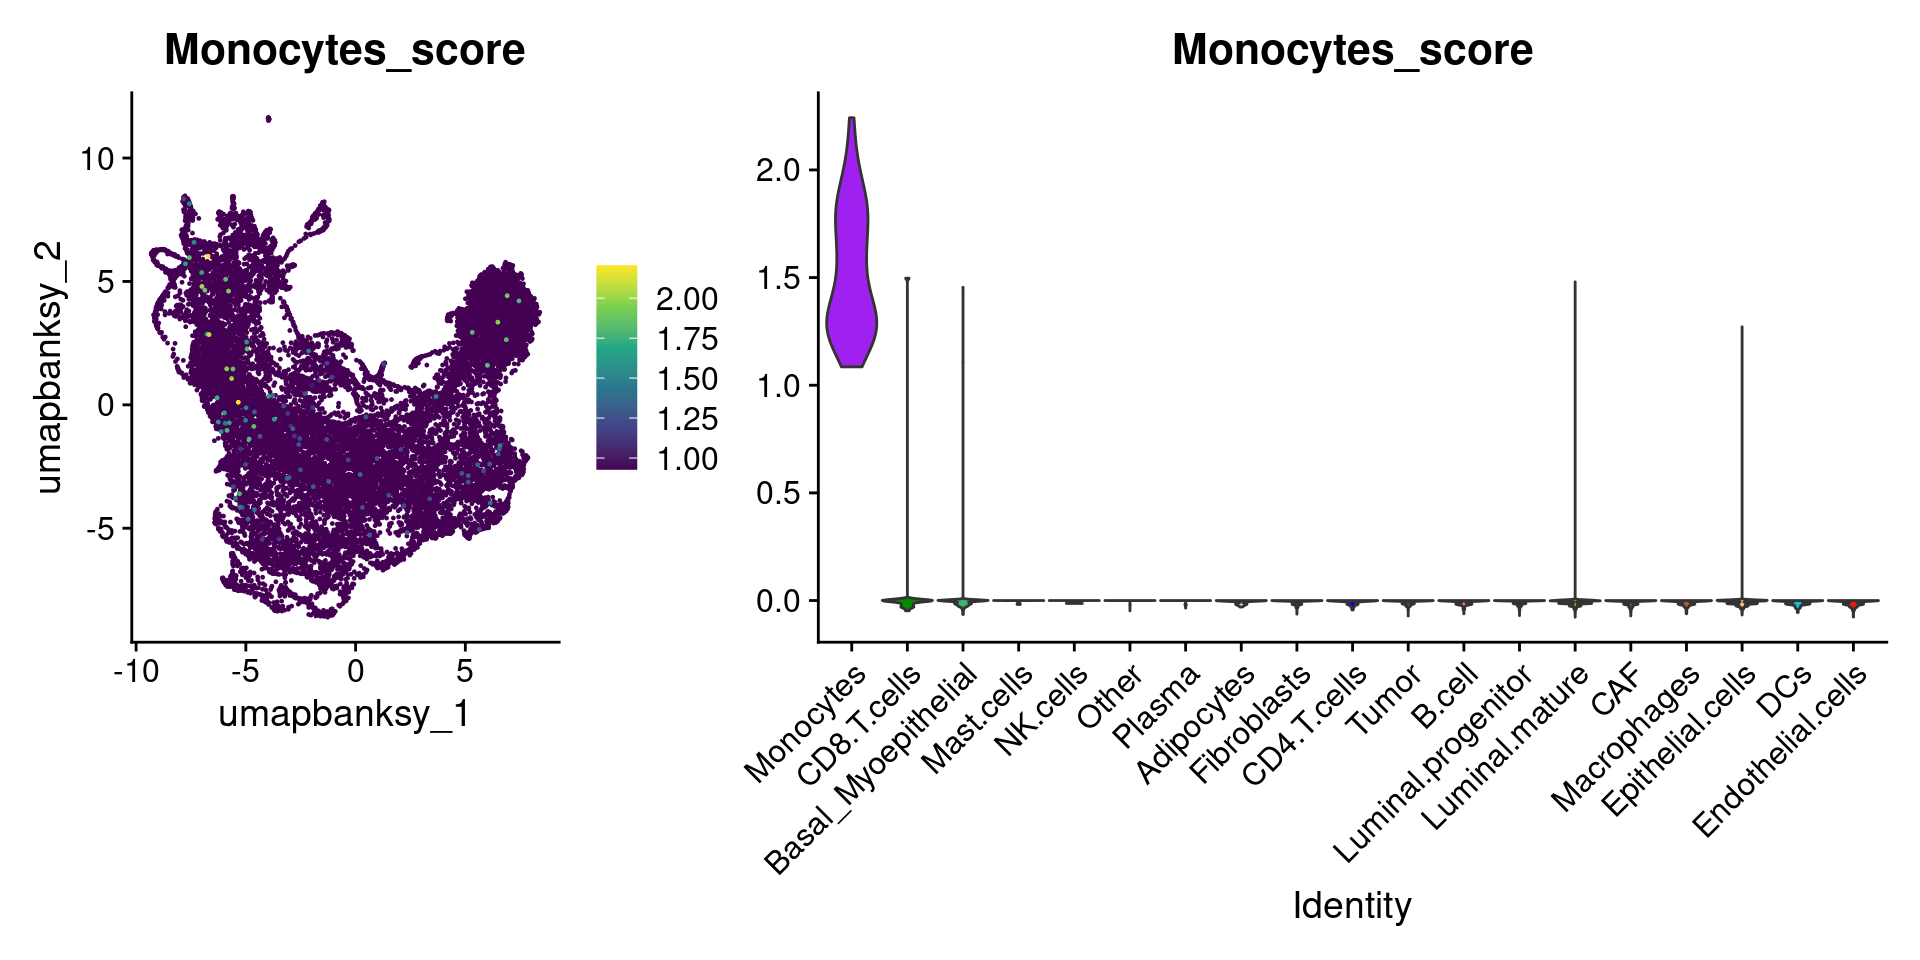 Monocytes_score
10
5
0
-5
-10
-5
0
5
umapbanksy_2
umapbanksy_1
2.00
1.75
1.50
1.25
1.00
Monocytes_score
2.0
1.5
1.0
0.5
0.0
Monocytes
CD8.T.cells
Basal_Myoepithelial
Mast.cells
NK.cells
Other
Plasma
Adipocytes
Fibroblasts
CD4.T.cells
Tumor
B.cell
Luminal.progenitor
Luminal.mature
CAF
Macrophages
Epithelial.cells
DCs
Endothelial.cells
Identity